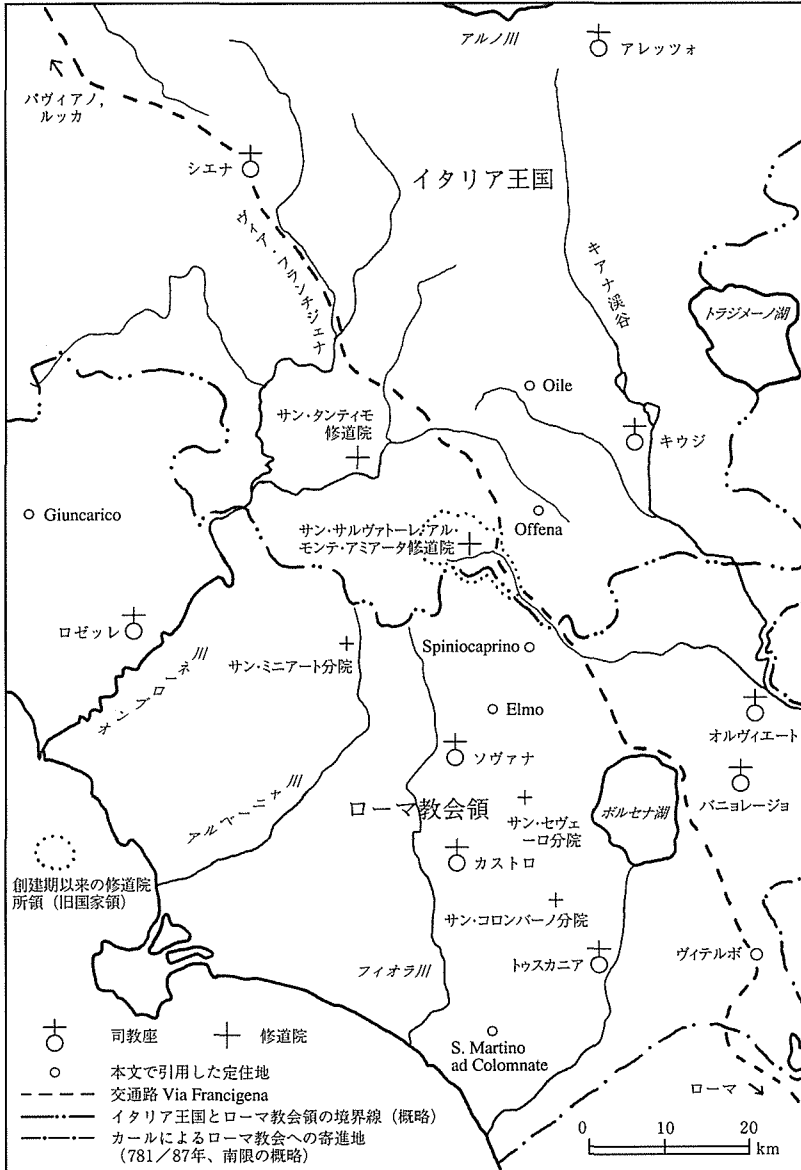 アルノ川
アレッツォ
パヴィアノ,
ルッカ
シエナ
イタリア王国
ヴィア・フランチジェナ
キアナ渓谷
トラジメーノ湖
Oile
サン・タンティモ
修道院
キウジ
Giuncarico
Offena
サン・サルヴァトーレ・アル・
モンテ・アミアータ修道院
ロゼッレ
サン・ミニアート分院
Spiniocaprino
オンブローネ川
Elmo
オルヴィエート
ソヴァナ
バニョレージョ
アルベーニャ川
ローマ教会領
サン・セヴェ
ーロ分院
ボルセナ湖
カストロ
創建期以来の修道院
所領(旧国家領)
サン・コロンバーノ分院
フィオラ川
トゥスカニア
ヴィテルボ
司教座
修道院
S. Martino
ad Colomnate
本文で引用した定住地
交通路 Via Francigena
ローマ
イタリア王国とローマ教会領の境界線(概略)
カールによるローマ教会への寄進地
(781/87年、南限の概略)
0 10 20
km